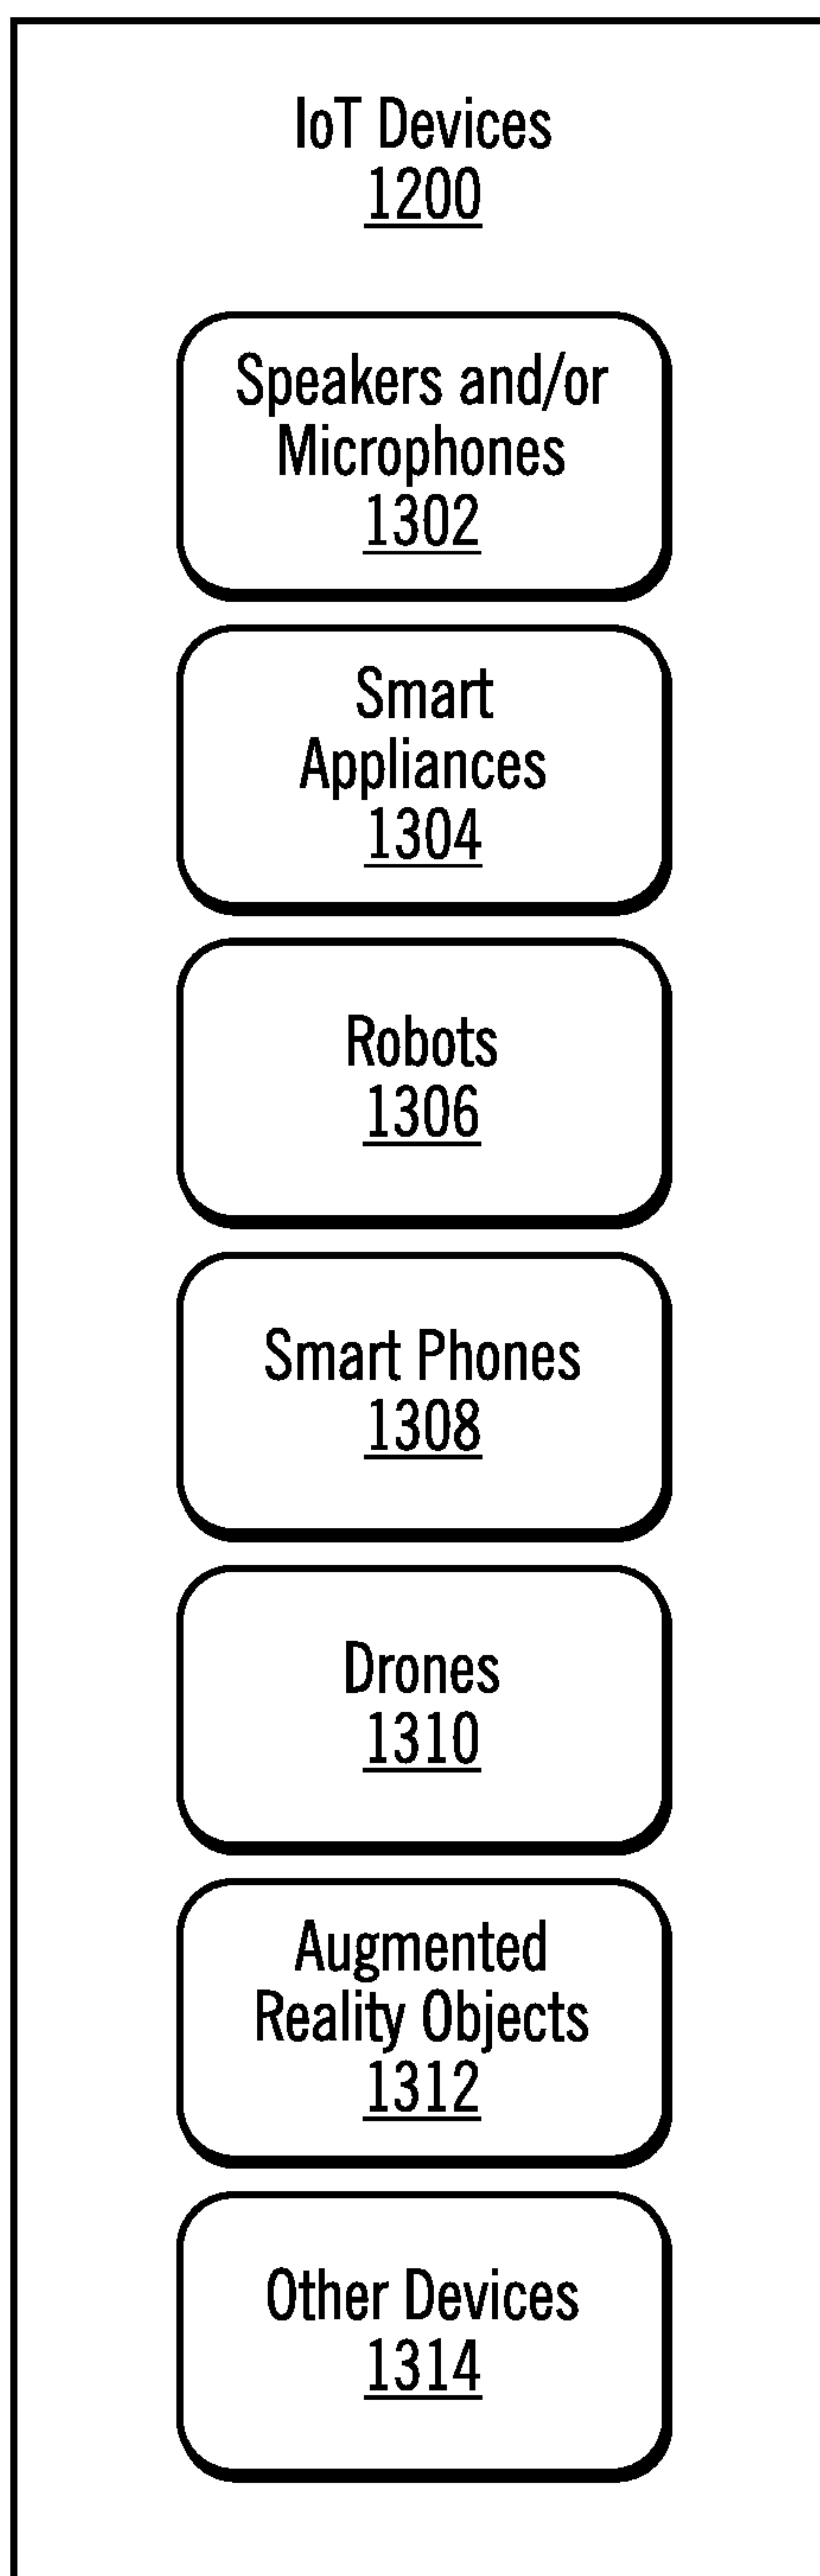 IoT Devices
1200
Speakers and/or
Microphones
1302
Smart
Appliances
1304
Robots
1306
Smart Phones
1308
Drones
1310
Augmented
Reality Objects
1312
Other Devices
1314